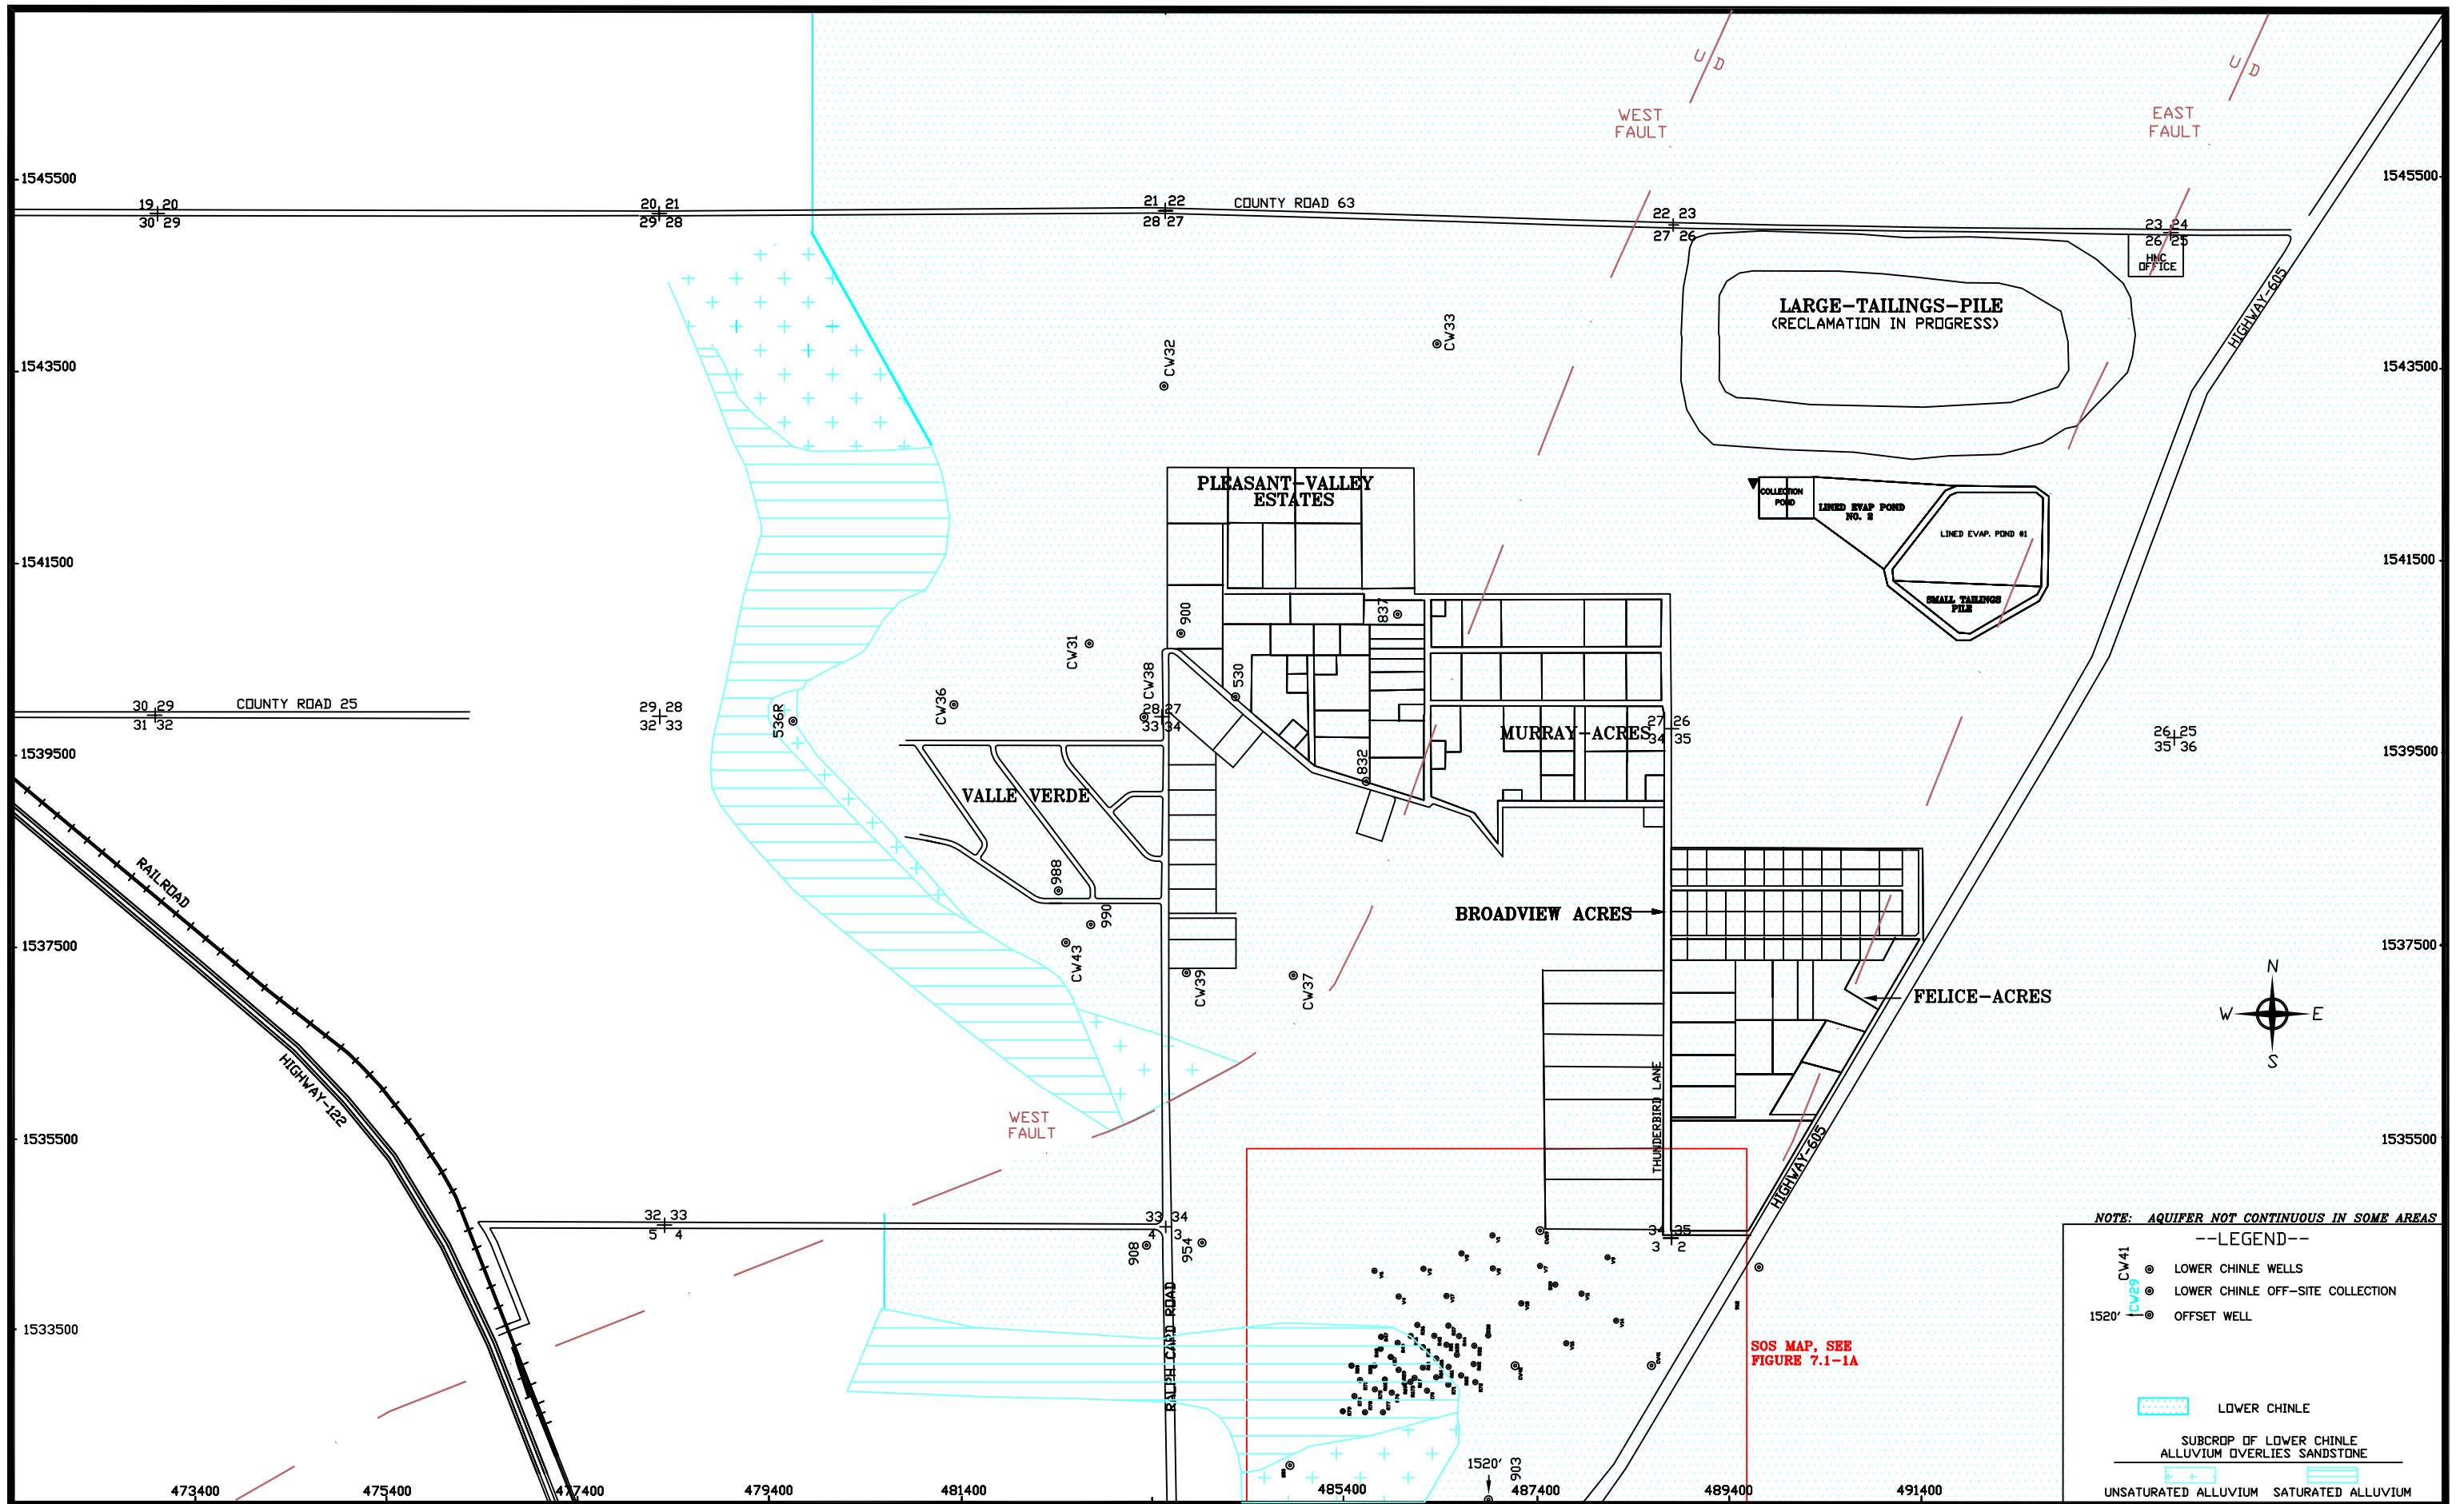 U D
U D
WEST
FAULT
EAST
FAULT
1545500
1545500
19 20
30 29
20 21
29 28
21 22
28 27
COUNTY ROAD 63
22 23
27 26
23 24
26 25
HMC
OFFICE
HIGHWAY-605
LARGE-TAILINGS-PILE
(RECLAMATION IN PROGRESS)
CW33
CW32
1543500
1543500
PLEASANT-VALLEY
ESTATES
COLLECTION
POND
LINED EVAP POND
NO. 2
LINED EVAP. POND #1
SMALL TAILINGS
PILE
1541500
1541500
900
837
CW31
CW38
530
CW36
536R
30 29
31 32
COUNTY ROAD 25
29 28
32 33
28 27
33 34
27 26
34 35
26 25
35 36
MURRAY-ACRES
1539500
1539500
832
VALLE VERDE
RAILROAD
988
990
BROADVIEW ACRES
1537500
1537500
CW43
CW39
CW37
FELICE-ACRES
N
W E
S
HIGHWAY-122
WEST
FAULT
THUNDERBIRD LANE
HIGHWAY-605
1535500
1535500
32 33
5 4
33 34
4 3
34 35
3 2
908
954
RALPH CARD ROAD
1533500
SOS MAP, SEE
FIGURE 7.1-1A
1520'
903
NOTE: AQUIFER NOT CONTINUOUS IN SOME AREAS
--LEGEND--
CW41
LOWER CHINLE WELLS
CW29
LOWER CHINLE OFF-SITE COLLECTION
1520'
OFFSET WELL
LOWER CHINLE
SUBCROP OF LOWER CHINLE
ALLUVIUM OVERLIES SANDSTONE
UNSATURATED ALLUVIUM SATURATED ALLUVIUM
473400
475400
477400
479400
481400
485400
487400
489400
491400